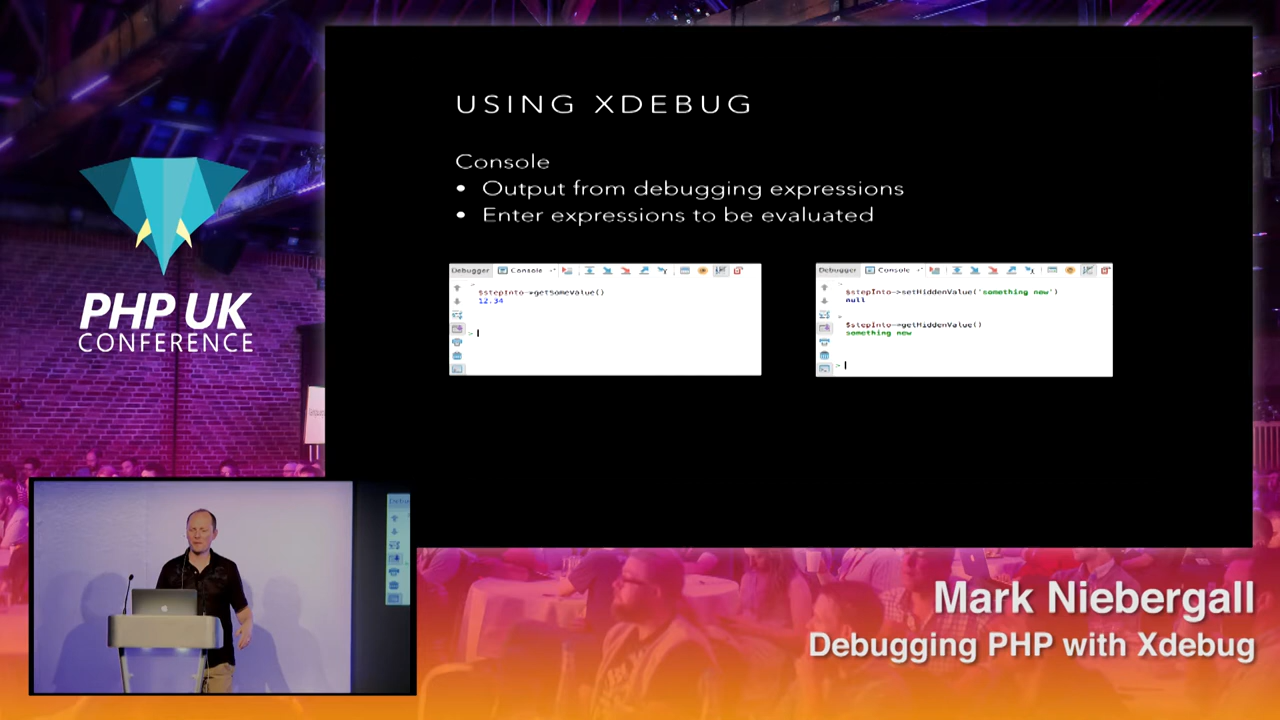 USING XDEBUG
Console
• Output from debugging expressions
• Enter expressions to be evaluated
Debugger Console
$stepInto->getSomeValue()
12.34
>
Debugger Console
>
$stepInto->setHiddenValue('something new')
null
>
$stepInto->getHiddenValue()
something new
>
PHP UK
CONFERENCE
Mark Niebergall
Debugging PHP with Xdebug